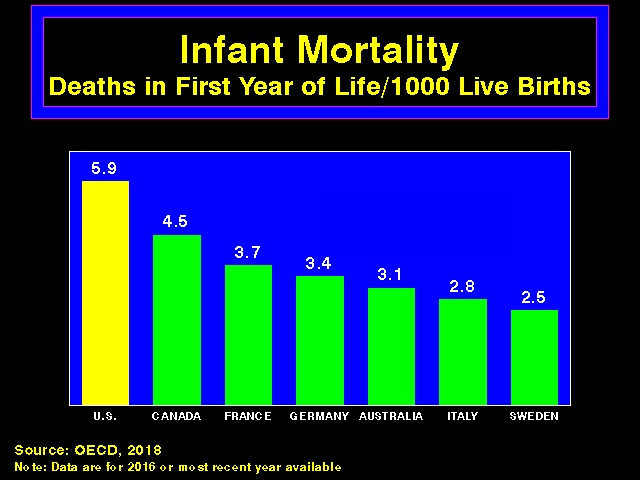 Infant Mortality
Deaths in First Year of Life/1000 Live Births
5.9
4.5
3.7
3.4
3.1
2.8
2.5
U.S. CANADA FRANCE GERMANY AUSTRALIA ITALY SWEDEN
Source: OECD, 2018
Note: Data are for 2016 or most recent year available